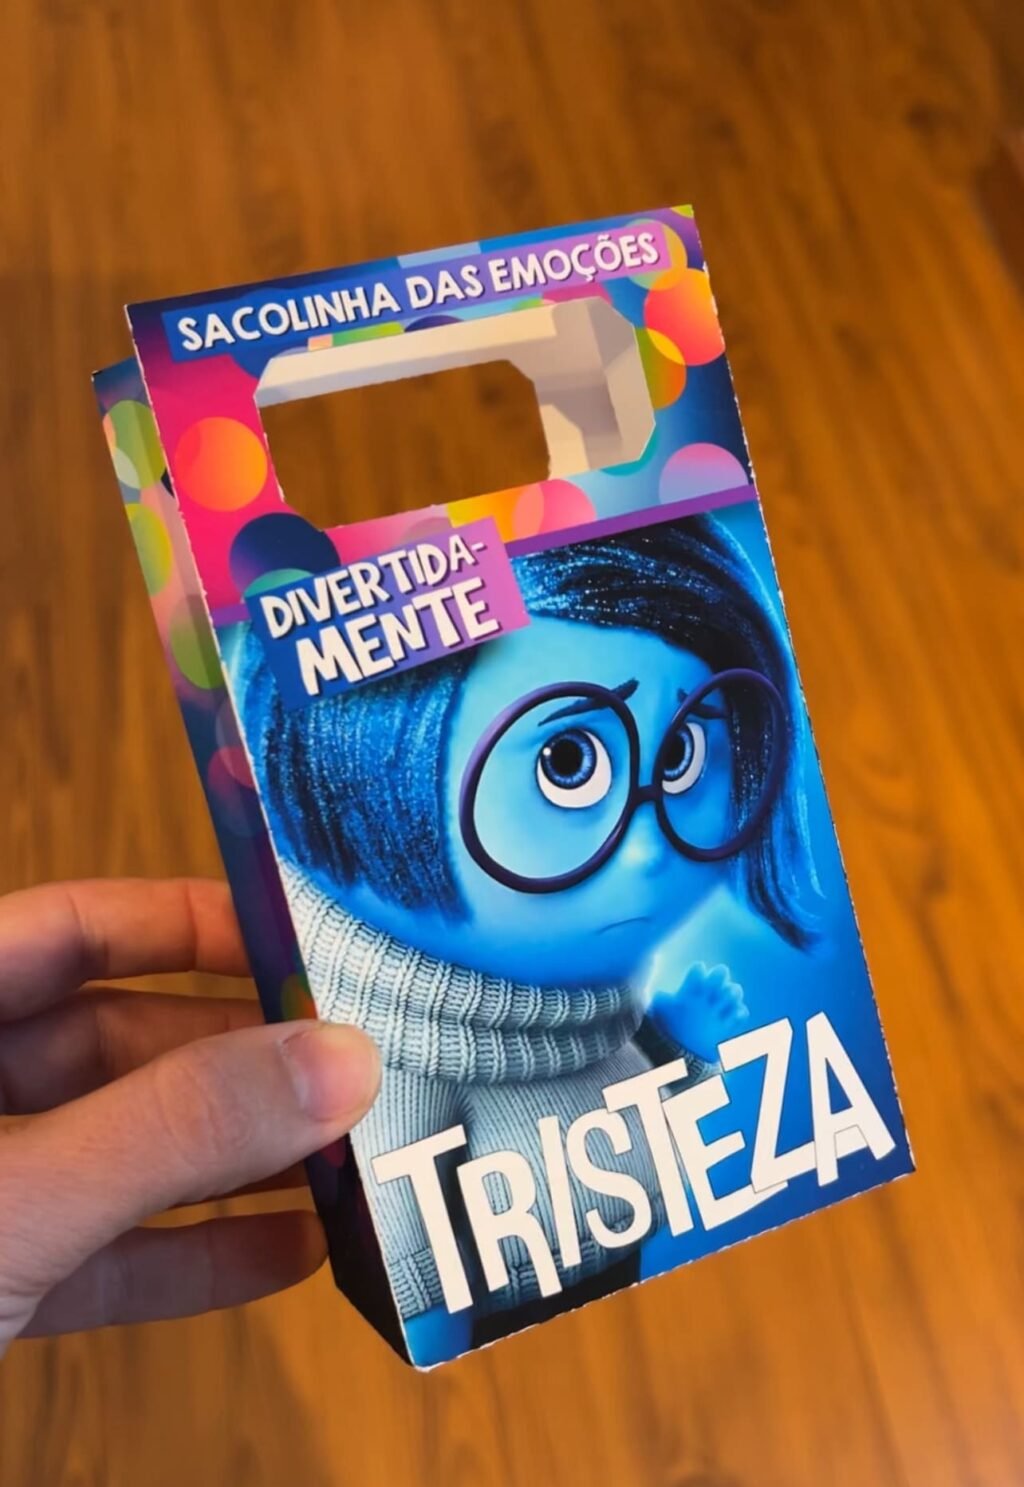 SACOLINHA DAS EMOÇÕES
DIVERTIDA-
MENTE
TRISTEZA